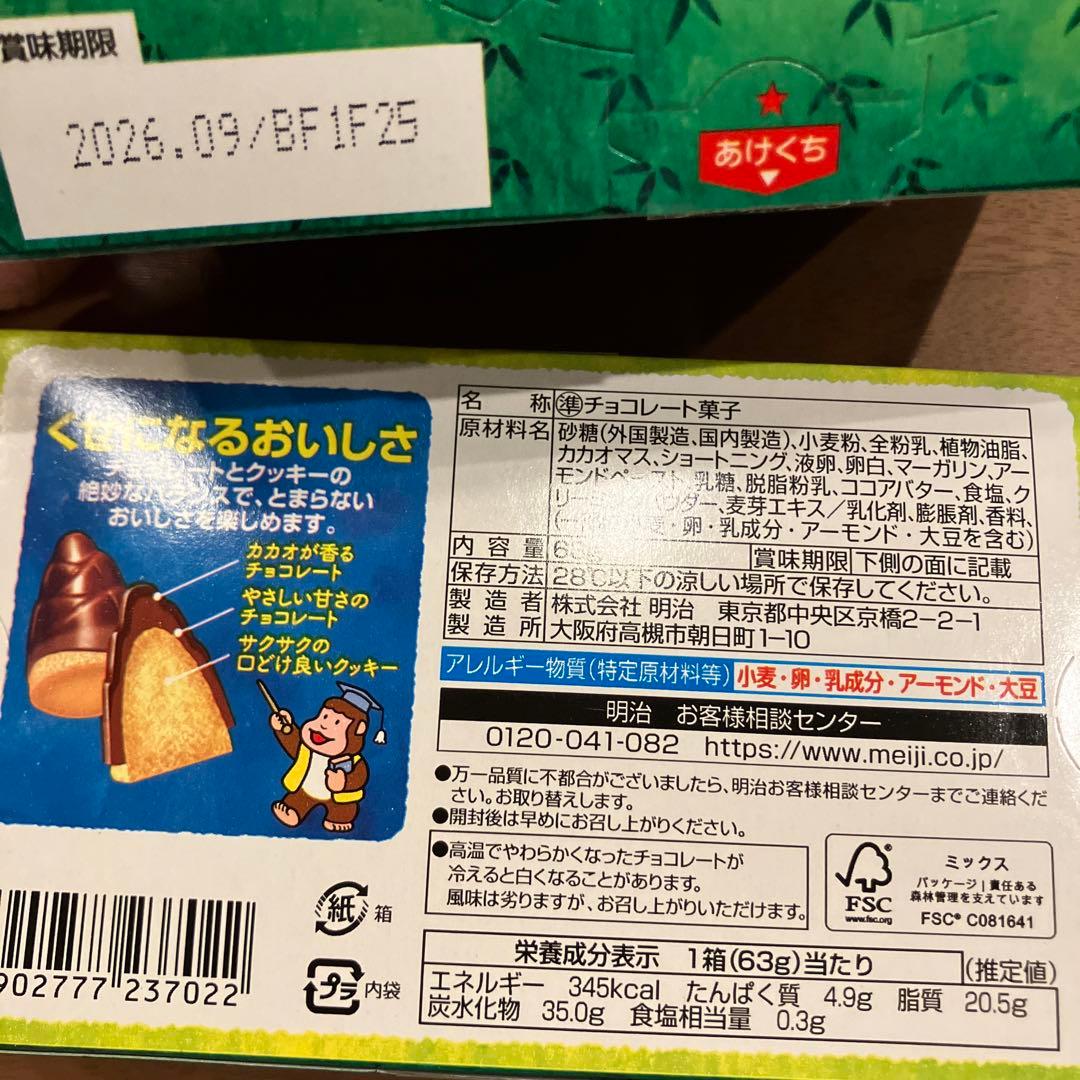 賞味期限
2026.09/BF1F25
あけくち
くせになるおいしさ
とクッキーの
絶妙な で、とまらない
おいしさを楽しめます。
カカオが香る
チョコレート
やさしい甘さの
チョコレート
サクサクの
口どけ良いクッキー
名 称 準 チョコレート菓子
原材料名 砂糖(外国製造、国内製造)、小麦粉、全粉乳、植物油脂、
カカオマス、ショートニング、液卵、卵白、マーガリン、アー
モンドペースト、乳糖、脱脂粉乳、ココアバター、食塩、ク
リー パウダー、麦芽エキス/乳化剤、膨脹剤、香料、
(一 ・卵・乳成分・アーモンド・大豆を含む)
内容量 賞味期限 下側の面に記載
保存方法 28℃以下の涼しい場所で保存してください。
製造者 株式会社 明治 東京都中央区京橋2-2-1
製造所 大阪府高槻市朝日町1-10
アレルギー物質(特定原材料等) 小麦・卵・乳成分・アーモンド・大豆
明治 お客様相談センター
0120-041-082 https://www.meiji.co.jp/
●万一品質に不都合がございましたら、明治お客様相談センターまでご連絡くだ
さい。お取り替えします。
●開封後は早めにお召し上がりください。
●高温でやわらかくなったチョコレートが
冷えると白くなることがあります。
風味は劣りますが、お召し上がりいただけます。
FSC®
www.fsc.org
ミックス
パッケージ|責任ある
森林管理を支えています
FSC® C081641
紙 箱
プラ 内袋
902777 237022
栄養成分表示 1箱(63g)当たり (推定値)
エネルギー 345kcal たんぱく質 4.9g 脂質 20.5g
炭水化物 35.0g 食塩相当量 0.3g